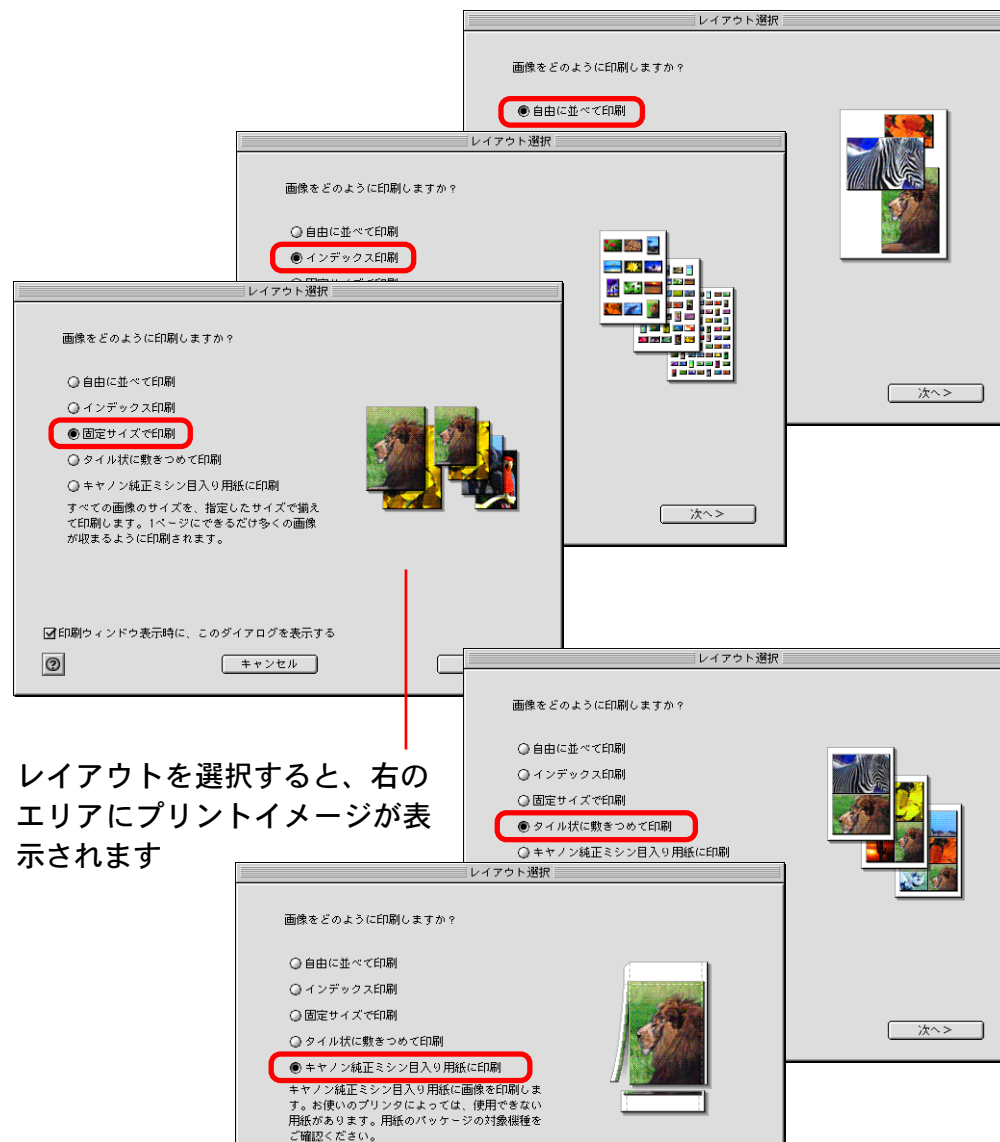 レイアウト選択
画像をどのように印刷しますか？
自由に並べて印刷
次へ>
レイアウト選択
画像をどのように印刷しますか？
自由に並べて印刷
インデックス印刷
次へ>
レイアウト選択
画像をどのように印刷しますか？
自由に並べて印刷
インデックス印刷
固定サイズで印刷
タイル状に敷きつめて印刷
キャノン純正ミシン目入り用紙に印刷
すべての画像のサイズを、指定したサイズで揃え
て印刷します。1ページにできるだけ多くの画像
が収まるように印刷されます。
印刷ウィンドウ表示時に、このダイアログを表示する
?
キャンセル
レイアウトを選択すると、右の
エリアにプリントイメージが表
示されます
レイアウト選択
画像をどのように印刷しますか？
自由に並べて印刷
インデックス印刷
固定サイズで印刷
タイル状に敷きつめて印刷
キャノン純正ミシン目入り用紙に印刷
次へ>
レイアウト選択
画像をどのように印刷しますか？
自由に並べて印刷
インデックス印刷
固定サイズで印刷
タイル状に敷きつめて印刷
キャノン純正ミシン目入り用紙に印刷
キャノン純正ミシン目入り用紙に画像を印刷しま
す。お使いのプリンタによっては、使用できない
用紙があります。用紙のパッケージの対象機種を
ご確認ください。